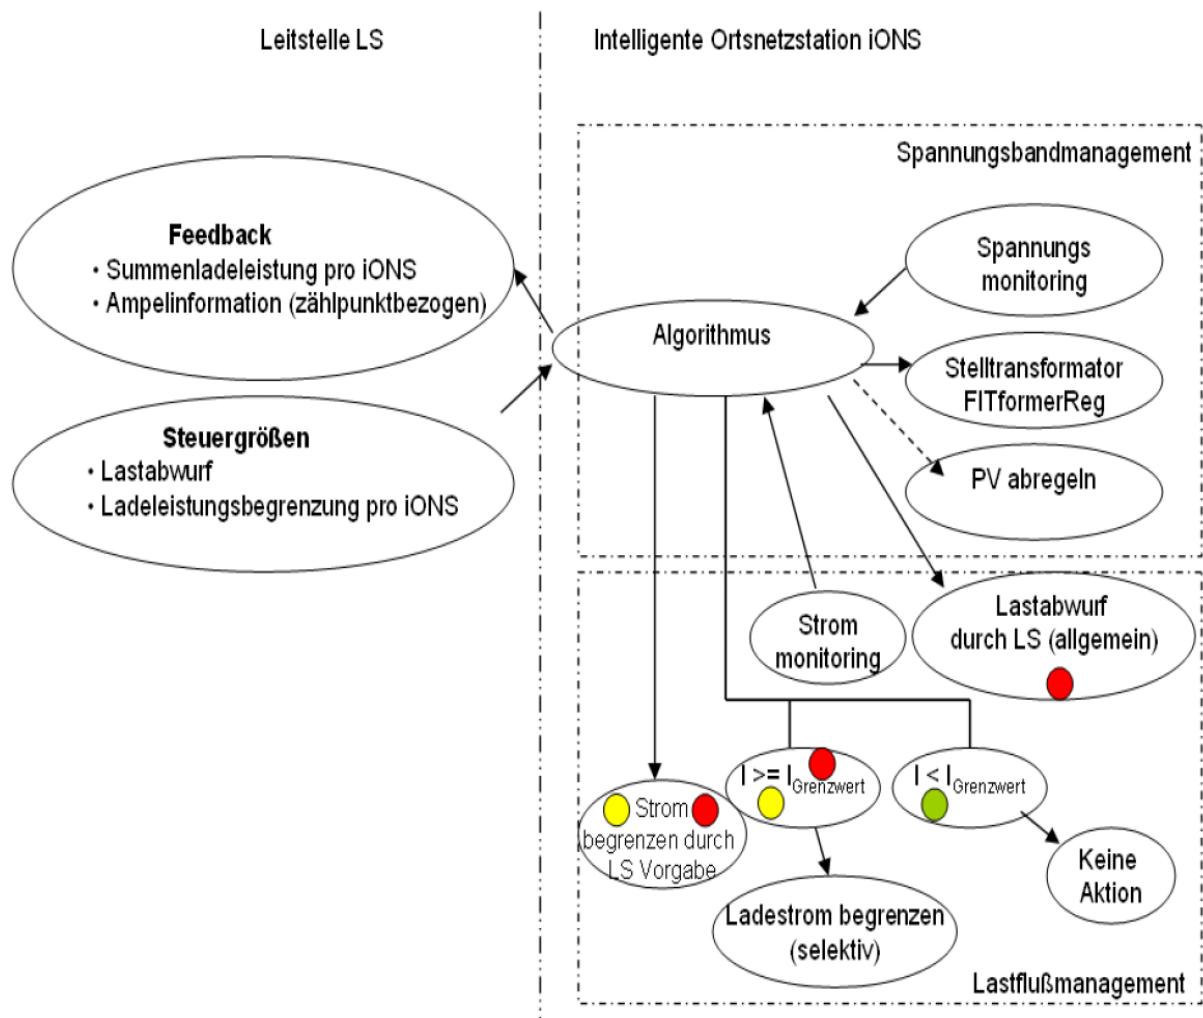 Leitstelle LS
Intelligente Ortsnetzstation iONS
Spannungsbandmanagement
Feedback
• Summenladeleistung pro iONS
• Ampelinformation (zählpunktbezogen)
Steuergrößen
• Lastabwurf
• Ladeleistungsbegrenzung pro iONS
Algorithmus
Spannungs
monitoring
Stelltransformator
FITformerReg
PV abregeln
Strom
monitoring
Lastabwurf
durch LS (allgemein)
Strom
begrenzen durch
LS Vorgabe
I >= I Grenzwert
I < I Grenzwert
Ladestrom begrenzen
(selektiv)
Keine
Aktion
Lastflußmanagement